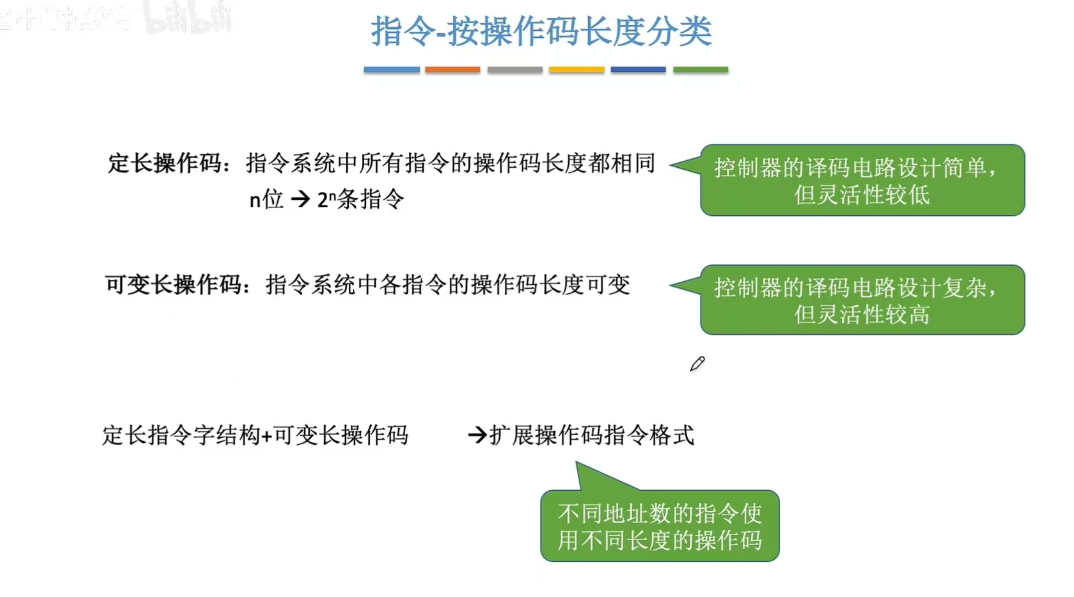 bilibili
指令-按操作码长度分类
定长操作码：指令系统中所有指令的操作码长度都相同
n位 → 2ⁿ条指令
控制器的译码电路设计简单，
但灵活性较低
可变长操作码：指令系统中各指令的操作码长度可变
控制器的译码电路设计复杂，
但灵活性较高
定长指令字结构+可变长操作码 →扩展操作码指令格式
不同地址数的指令使
用不同长度的操作码